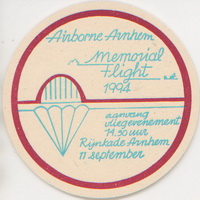 Airborne Arnhem
Memorial
Flight
1994
aanvang
vliegevenement
14.30 uur
Rijnkade Arnhem
11 september